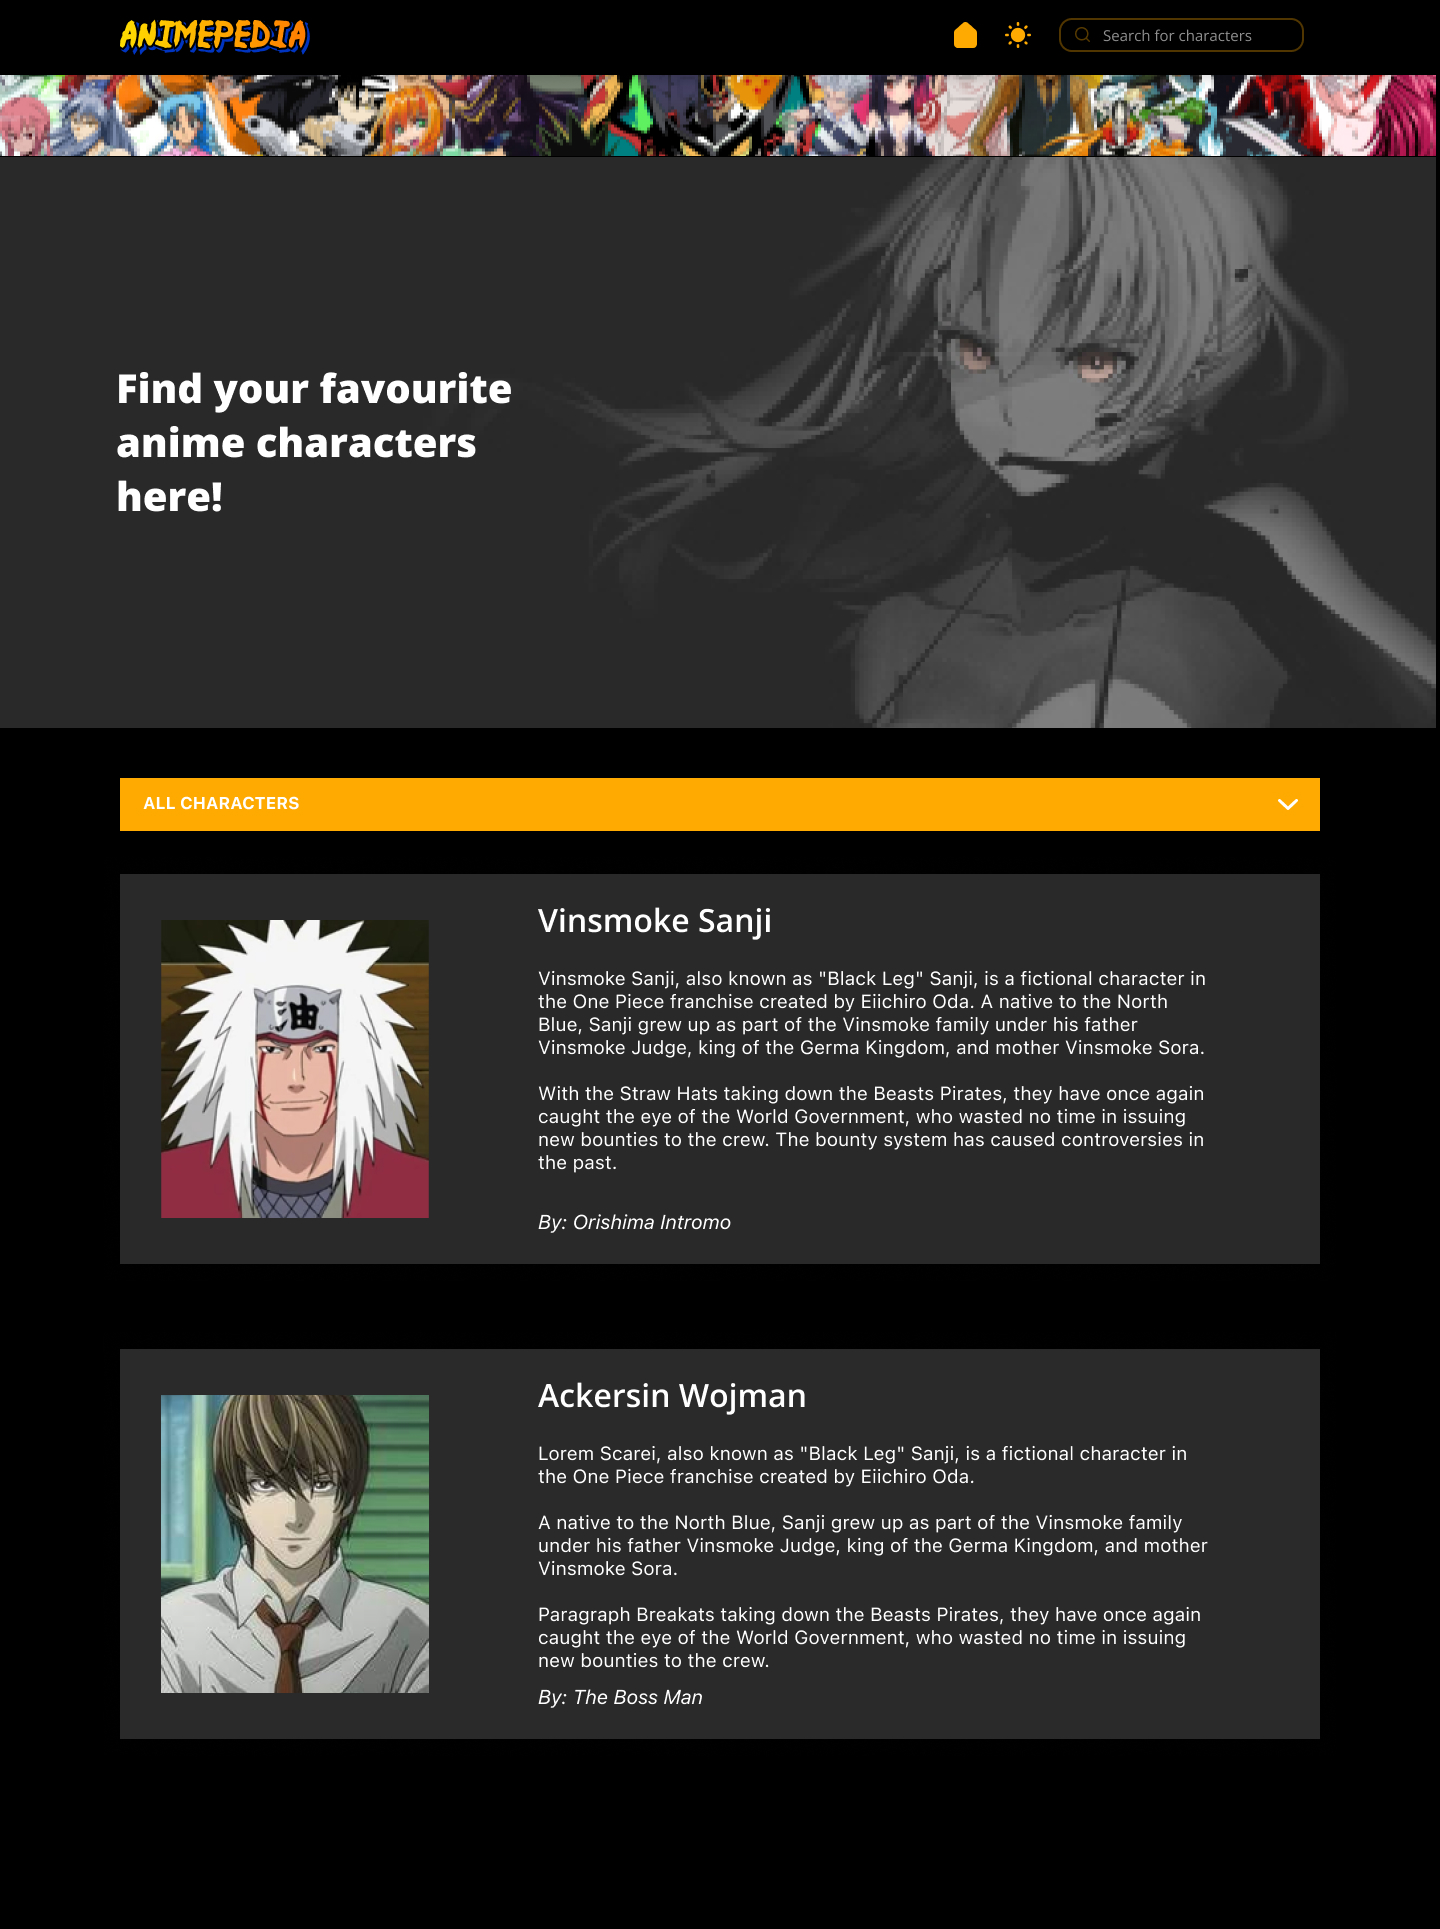 ANIMEPEDIA
Search for characters
Find your favourite
anime characters
here!
ALL CHARACTERS
油
Vinsmoke Sanji
Vinsmoke Sanji, also known as "Black Leg" Sanji, is a fictional character in
the One Piece franchise created by Eiichiro Oda. A native to the North
Blue, Sanji grew up as part of the Vinsmoke family under his father
Vinsmoke Judge, king of the Germa Kingdom, and mother Vinsmoke Sora.
With the Straw Hats taking down the Beasts Pirates, they have once again
caught the eye of the World Government, who wasted no time in issuing
new bounties to the crew. The bounty system has caused controversies in
the past.
By: Orishima Intromo
Ackersin Wojman
Lorem Scarei, also known as "Black Leg" Sanji, is a fictional character in
the One Piece franchise created by Eiichiro Oda.
A native to the North Blue, Sanji grew up as part of the Vinsmoke family
under his father Vinsmoke Judge, king of the Germa Kingdom, and mother
Vinsmoke Sora.
Paragraph Breakats taking down the Beasts Pirates, they have once again
caught the eye of the World Government, who wasted no time in issuing
new bounties to the crew.
By: The Boss Man